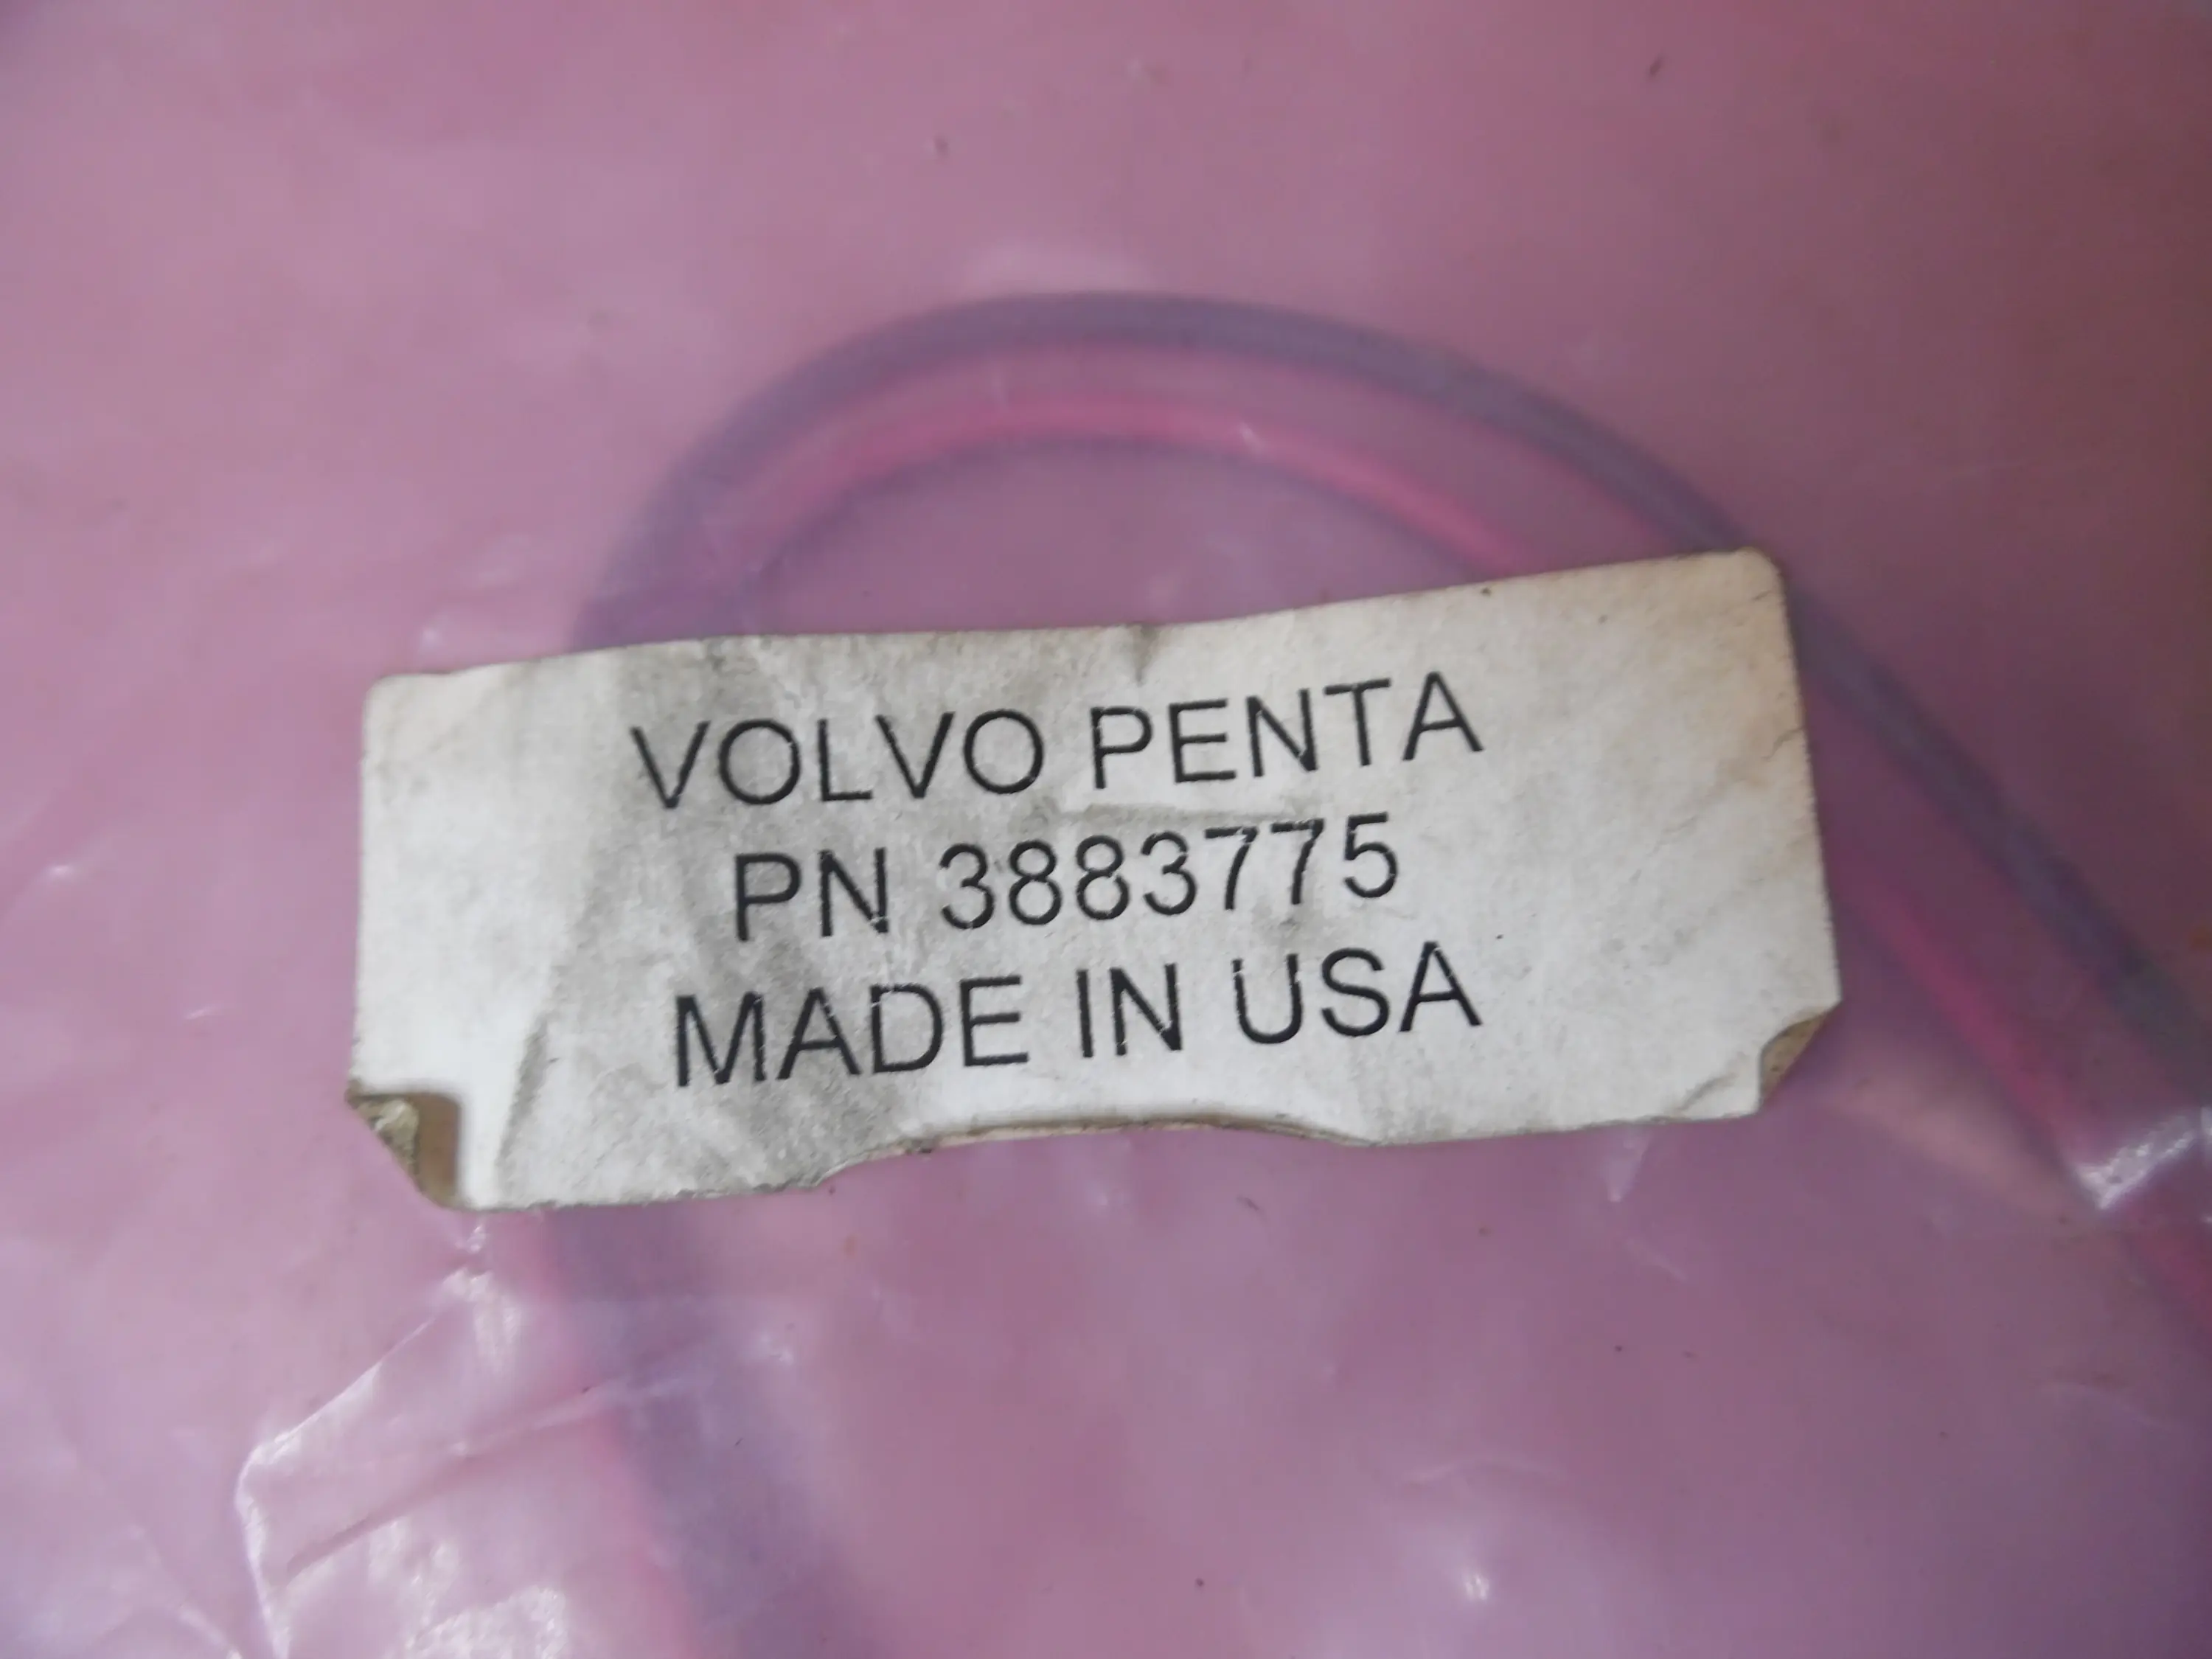 VOLVO PENTA
PN 3883775
MADE IN USA